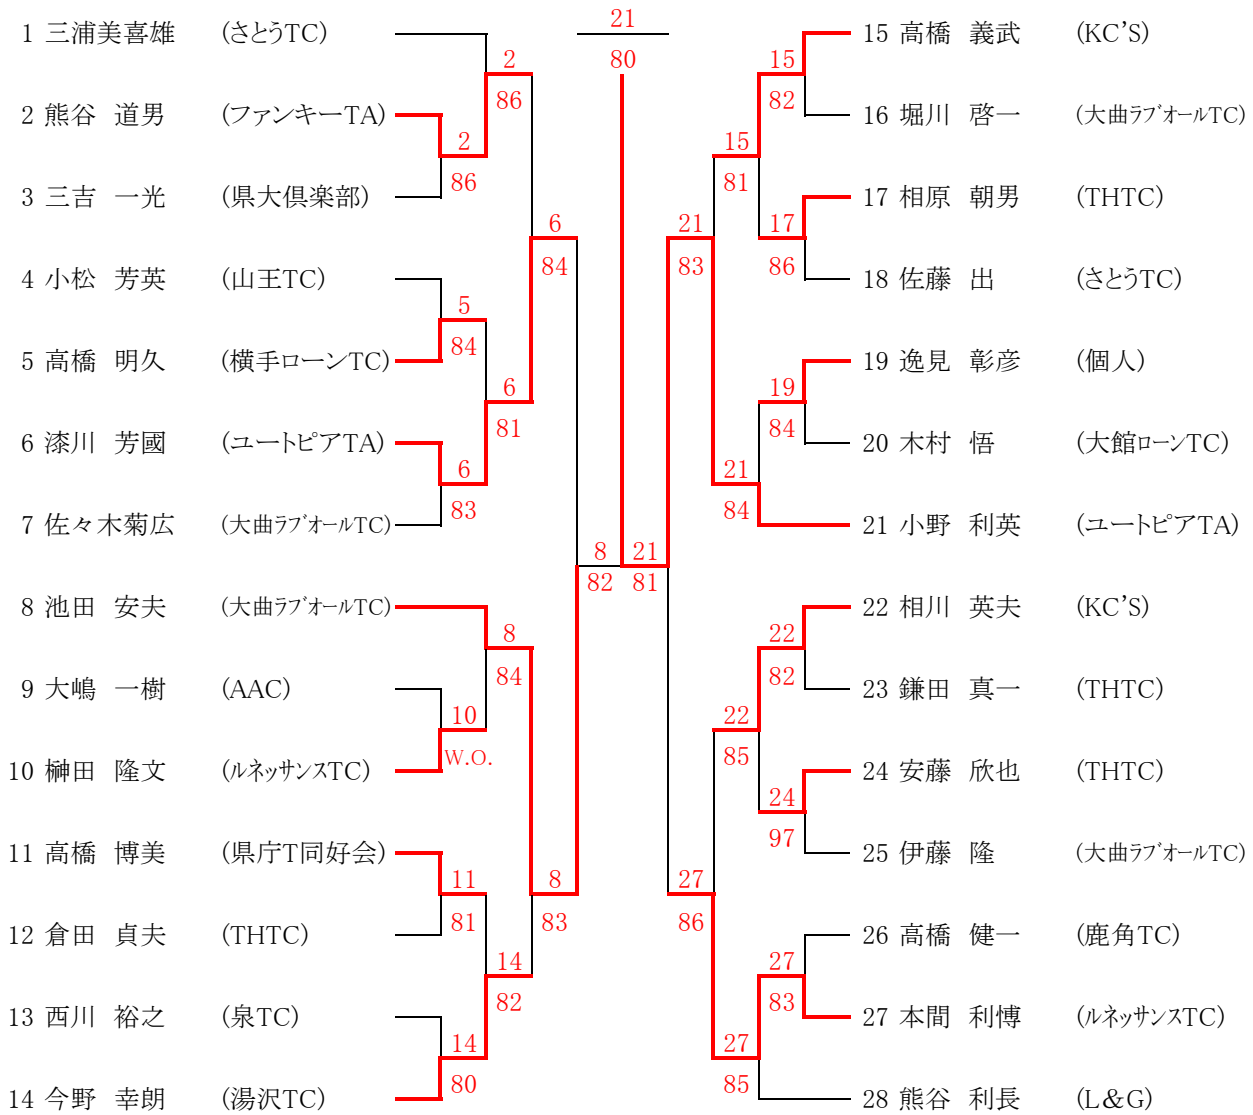 21
1 三浦美喜雄 (さとうTC)
15 高橋 義武 (KC'S)
2
80
15
86
82
2 熊谷 道男 (ファンキーTA)
16 堀川 啓一 (大曲ラブオールTC)
2
15
86
81
3 三吉 一光 (県大倶楽部)
17 相原 朝男 (THTC)
6
21
17
84
83
86
4 小松 芳英 (山王TC)
18 佐藤 出 (さとうTC)
5
84
5 高橋 明久 (横手ローンTC)
19 逸見 彰彦 (個人)
6
19
81
84
6 漆川 芳國 (ユートピアTA)
20 木村 悟 (大館ローンTC)
6
21
83
84
7 佐々木菊広 (大曲ラブオールTC)
21 小野 利英 (ユートピアTA)
8
21
82
81
8 池田 安夫 (大曲ラブオールTC)
22 相川 英夫 (KC'S)
8
22
84
82
9 大嶋 一樹 (AAC)
23 鎌田 真一 (THTC)
10
22
W.O.
85
10 榊田 隆文 (ルネッサンスTC)
24 安藤 欣也 (THTC)
24
97
11 高橋 博美 (県庁T同好会)
25 伊藤 隆 (大曲ラブオールTC)
11
8
27
81
83
86
12 倉田 貞夫 (THTC)
26 高橋 健一 (鹿角TC)
14
27
82
83
13 西川 裕之 (泉TC)
27 本間 利博 (ルネッサンスTC)
14
27
80
85
14 今野 幸朗 (湯沢TC)
28 熊谷 利長 (L&G)